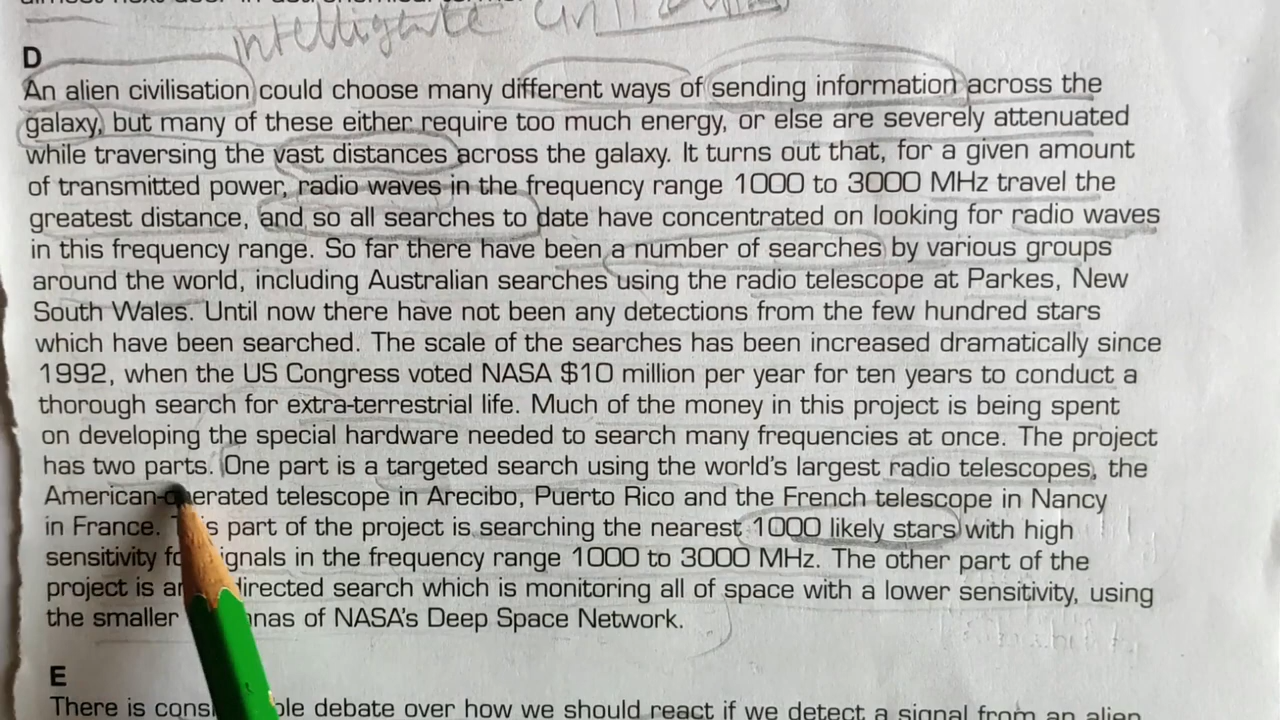 intelligente
D
An alien civilisation could choose many different ways of sending information across the
galaxy, but many of these either require too much energy, or else are severely attenuated
while traversing the vast distances across the galaxy. It turns out that, for a given amount
of transmitted power, radio waves in the frequency range 1000 to 3000 MHz travel the
greatest distance, and so all searches to date have concentrated on looking for radio waves
in this frequency range. So far there have been a number of searches by various groups
around the world, including Australian searches using the radio telescope at Parkes, New
South Wales. Until now there have not been any detections from the few hundred stars
which have been searched. The scale of the searches has been increased dramatically since
1992, when the US Congress voted NASA $10 million per year for ten years to conduct a
thorough search for extra-terrestrial life. Much of the money in this project is being spent
on developing the special hardware needed to search many frequencies at once. The project
has two parts. One part is a targeted search using the world's largest radio telescopes, the
American- erated telescope in Arecibo, Puerto Rico and the French telescope in Nancy
in France. T s part of the project is searching the nearest 1000 likely stars with high
sensitivity fo ignals in the frequency range 1000 to 3000 MHz. The other part of the
project is an directed search which is monitoring all of space with a lower sensitivity, using
the smaller nnas of NASA's Deep Space Network.
E
There is cons ble debate over how we should react if we detect a signal from an alien